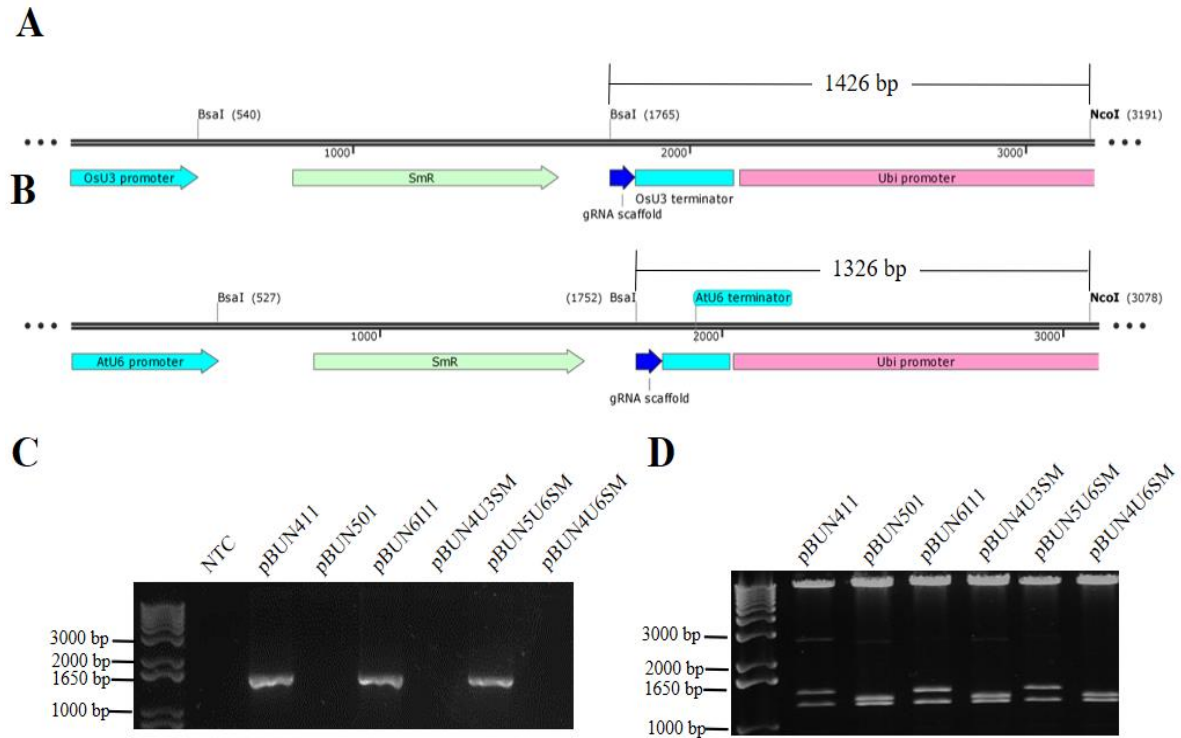 A
1426 bp
BsaI (540)
BsaI (1765)
NcoI (3191)
1000
2000
3000
OsU3 promoter
SmR
gRNA scaffold
OsU3 terminator
Ubi promoter
B
1326 bp
BsaI (527)
(1752) BsaI
AtU6 terminator
NcoI (3078)
1000
2000
3000
AtU6 promoter
SmR
gRNA scaffold
Ubi promoter
C
NTC
pBUN411
pBUN501
pBUN6I11
pBUN4U3SM
pBUN5U6SM
pBUN4U6SM
3000 bp
2000 bp
1650 bp
1000 bp
D
pBUN411
pBUN501
pBUN6I11
pBUN4U3SM
pBUN5U6SM
pBUN4U6SM
3000 bp
2000 bp
1650 bp
1000 bp